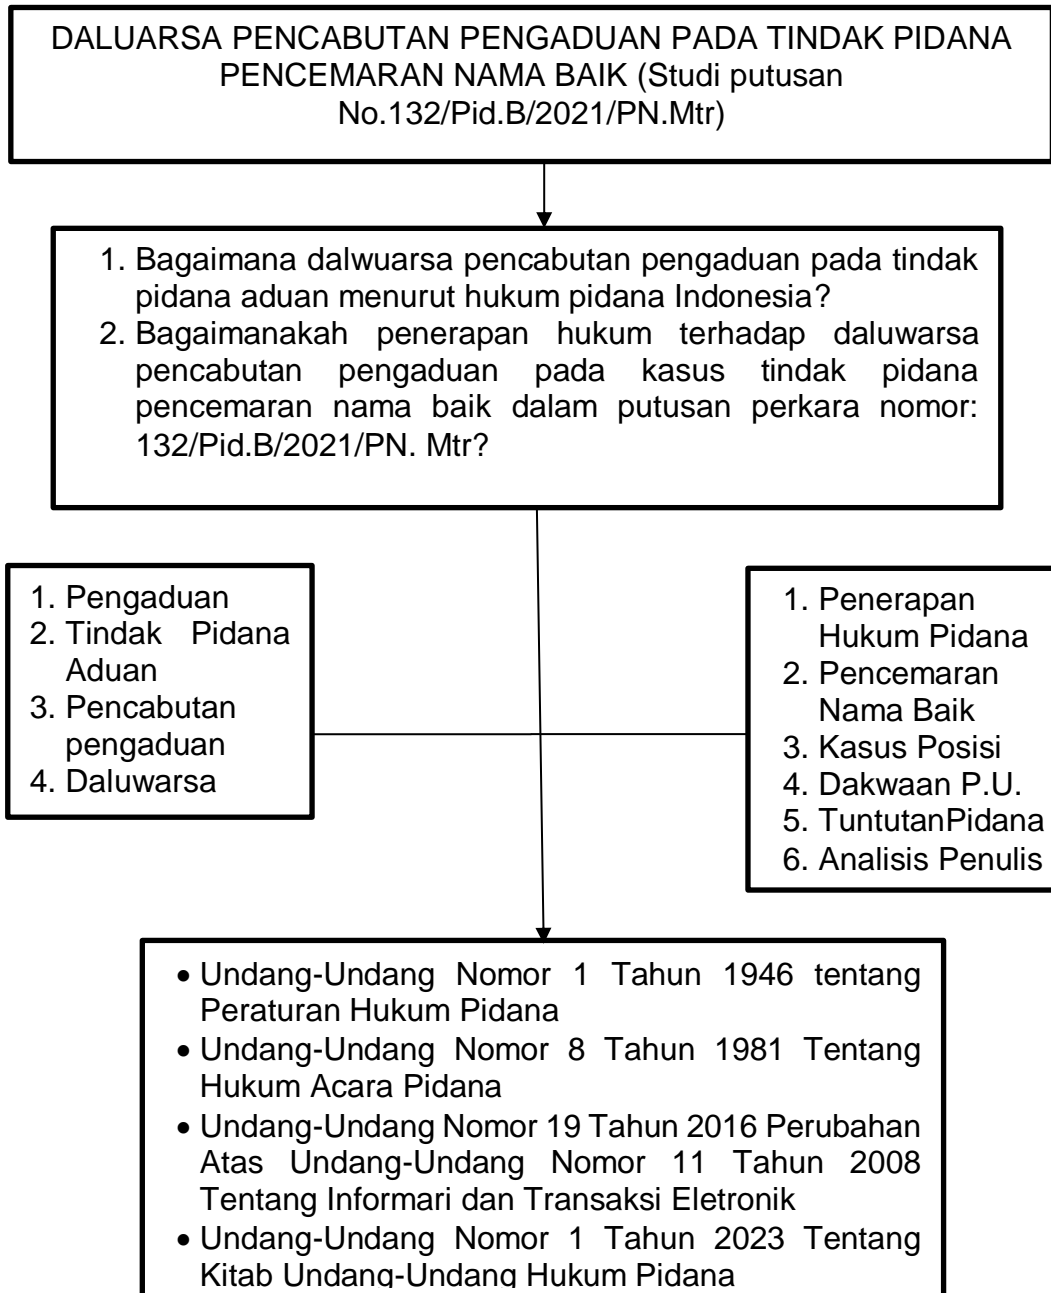 DALUARSA PENCABUTAN PENGADUAN PADA TINDAK PIDANA
PENCEMARAN NAMA BAIK (Studi putusan
No.132/Pid.B/2021/PN.Mtr)
1. Bagaimana dalwuarsa pencabutan pengaduan pada tindak
pidana aduan menurut hukum pidana Indonesia?
2. Bagaimanakah penerapan hukum terhadap daluwarsa
pencabutan pengaduan pada kasus tindak pidana
pencemaran nama baik dalam putusan perkara nomor:
132/Pid.B/2021/PN. Mtr?
1. Pengaduan
2. Tindak Pidana
Aduan
3. Pencabutan
pengaduan
4. Daluwarsa
1. Penerapan
Hukum Pidana
2. Pencemaran
Nama Baik
3. Kasus Posisi
4. Dakwaan P.U.
5. TuntutanPidana
6. Analisis Penulis
• Undang-Undang Nomor 1 Tahun 1946 tentang
Peraturan Hukum Pidana
• Undang-Undang Nomor 8 Tahun 1981 Tentang
Hukum Acara Pidana
• Undang-Undang Nomor 19 Tahun 2016 Perubahan
Atas Undang-Undang Nomor 11 Tahun 2008
Tentang Informari dan Transaksi Eletronik
• Undang-Undang Nomor 1 Tahun 2023 Tentang
Kitab Undang-Undang Hukum Pidana